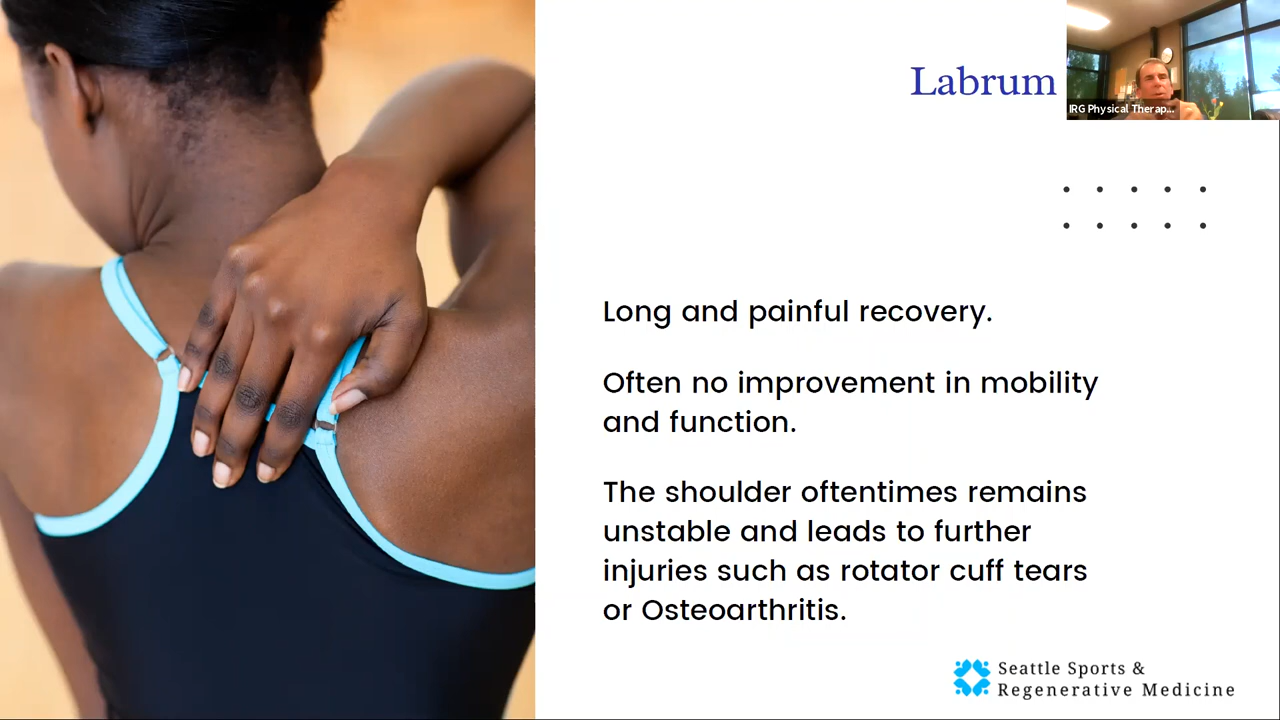 Labrum
IRG Physical Therap...
Long and painful recovery.
Often no improvement in mobility
and function.
The shoulder oftentimes remains
unstable and leads to further
injuries such as rotator cuff tears
or Osteoarthritis.
Seattle Sports &
Regenerative Medicine